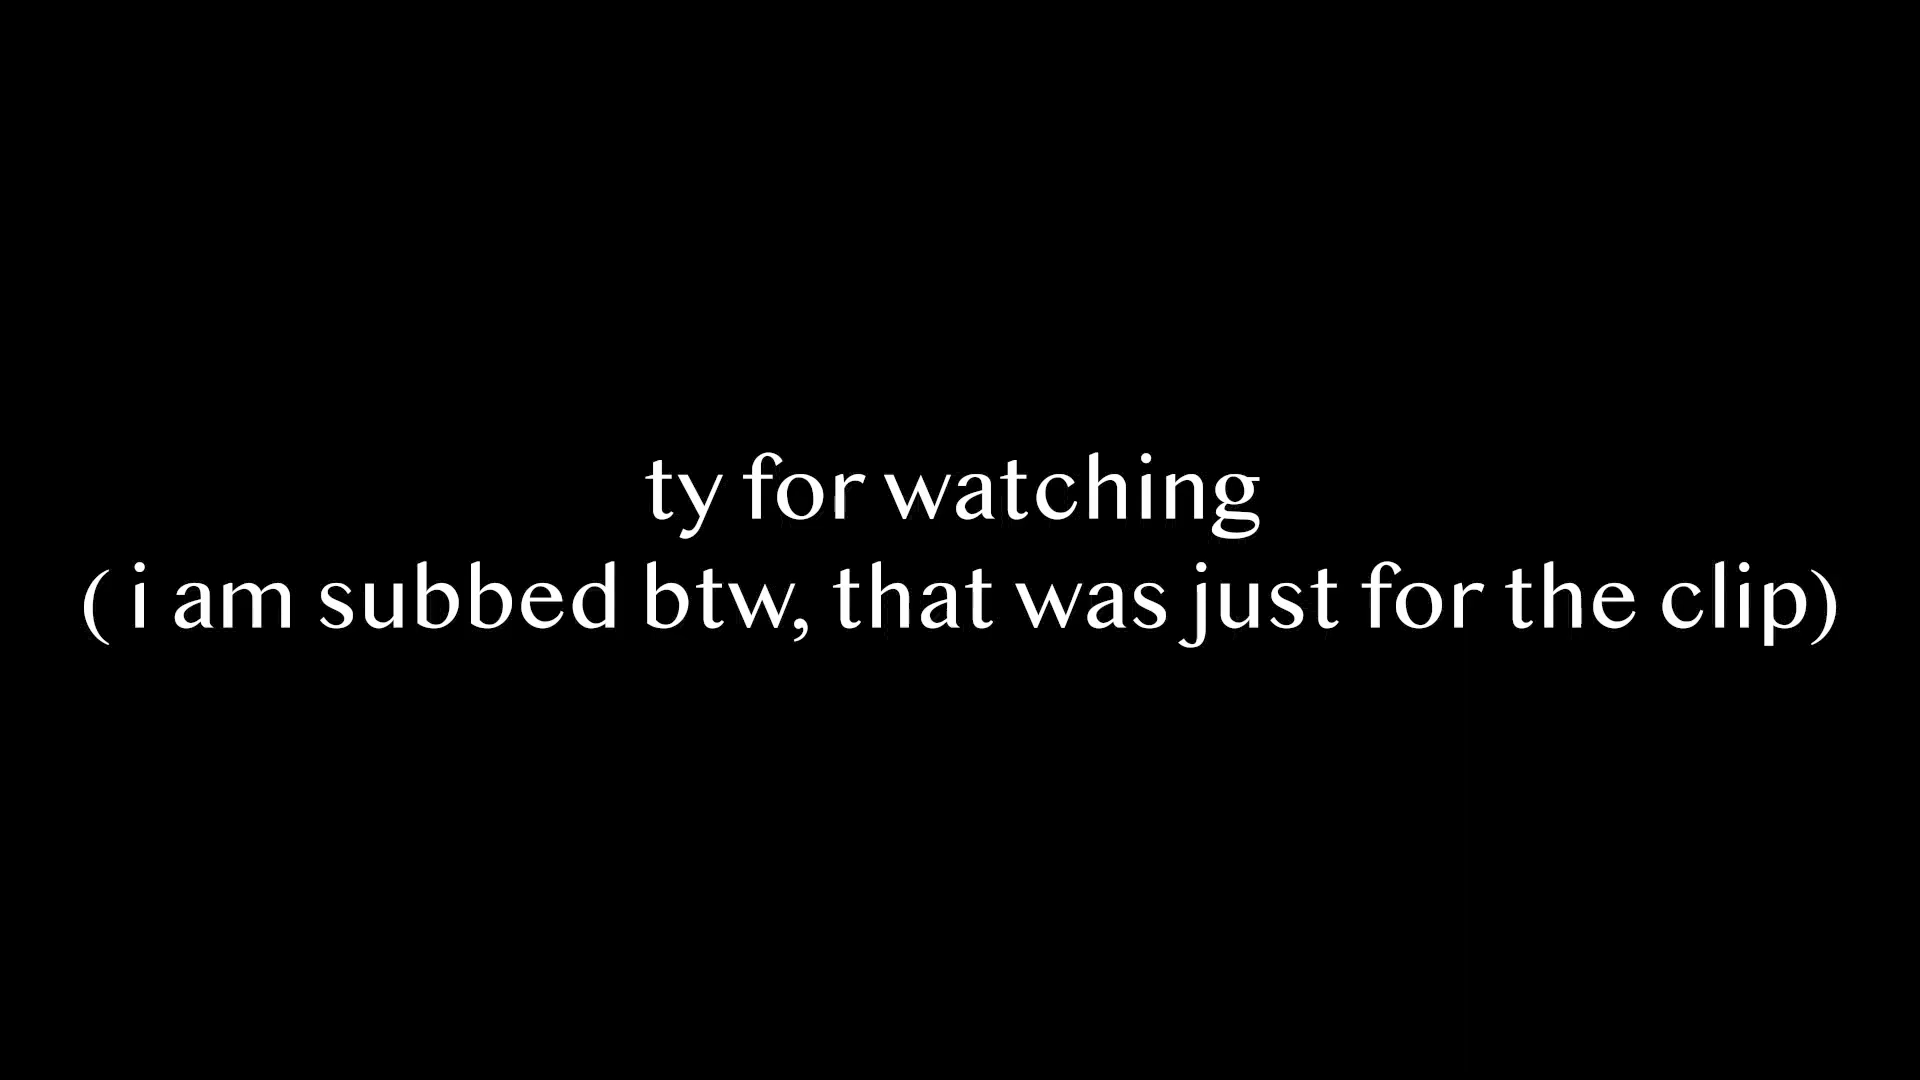 ty for watching
( i am subbed btw, that was just for the clip)